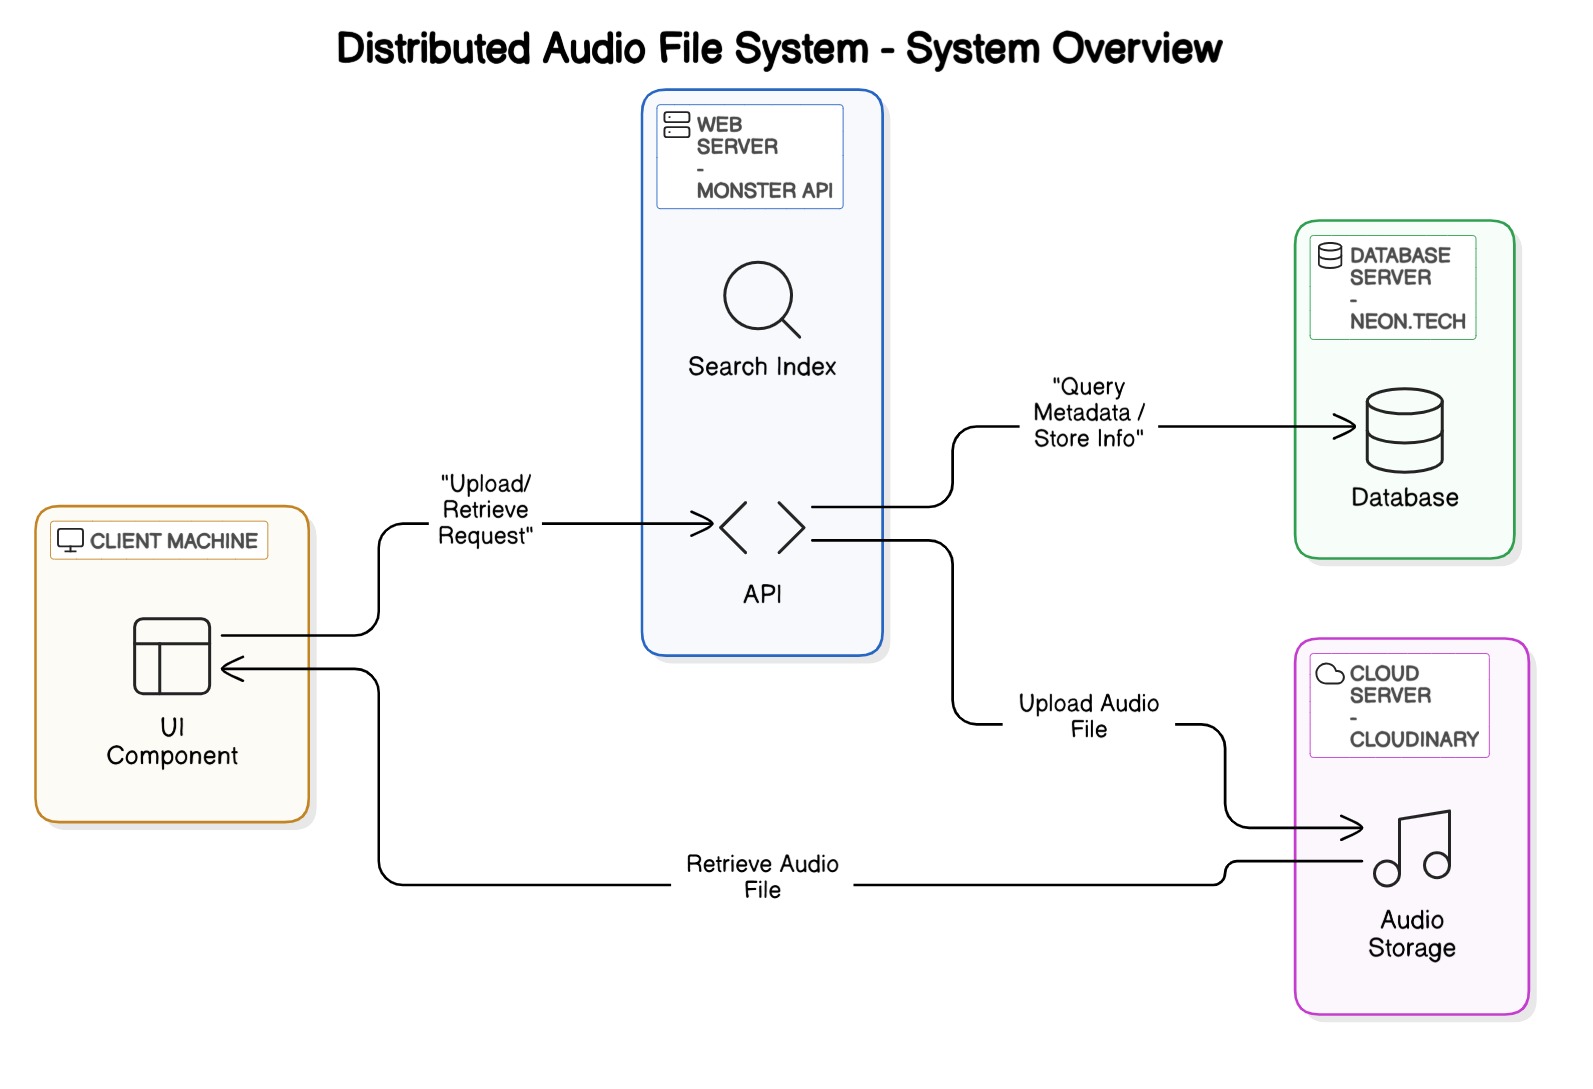 Distributed Audio File System - System Overview
WEB
SERVER
-
MONSTER API
Search Index
API
DATABASE
SERVER
-
NEON.TECH
Database
"Query
Metadata /
Store Info"
"Upload/
Retrieve
Request"
CLIENT MACHINE
UI
Component
Upload Audio
File
CLOUD
SERVER
-
CLOUDINARY
Audio
Storage
Retrieve Audio
File